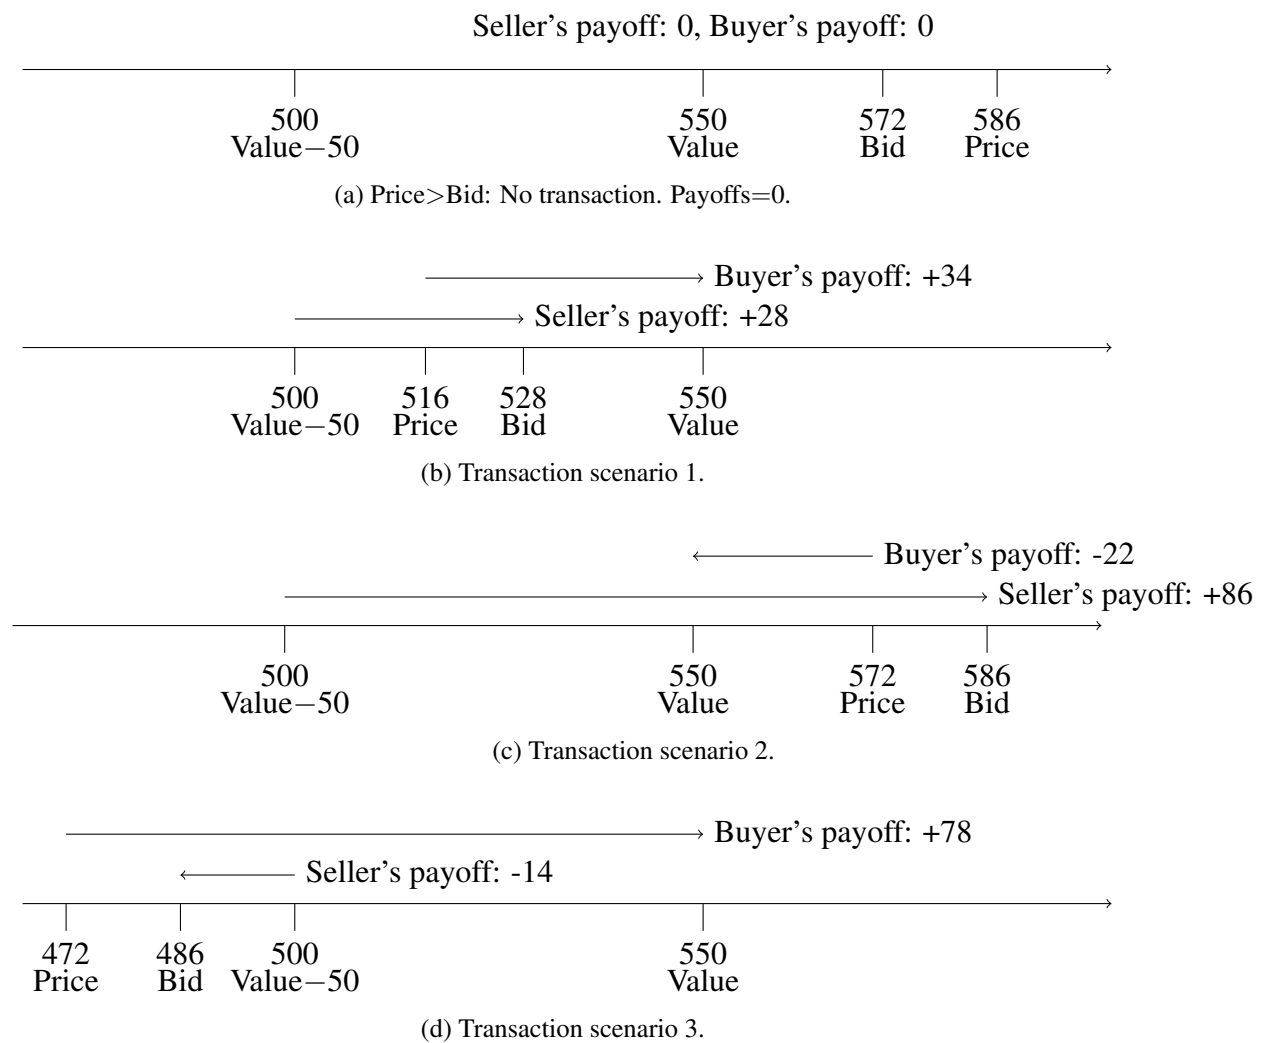 Seller's payoff: 0, Buyer's payoff: 0
500 550 572 586
Value−50 Value Bid Price
(a) Price>Bid: No transaction. Payoffs=0.
Buyer's payoff: +34
Seller's payoff: +28
500 516 528 550
Value−50 Price Bid Value
(b) Transaction scenario 1.
Buyer's payoff: -22
Seller's payoff: +86
500 550 572 586
Value−50 Value Price Bid
(c) Transaction scenario 2.
Buyer's payoff: +78
Seller's payoff: -14
472 486 500 550
Price Bid Value−50 Value
(d) Transaction scenario 3.